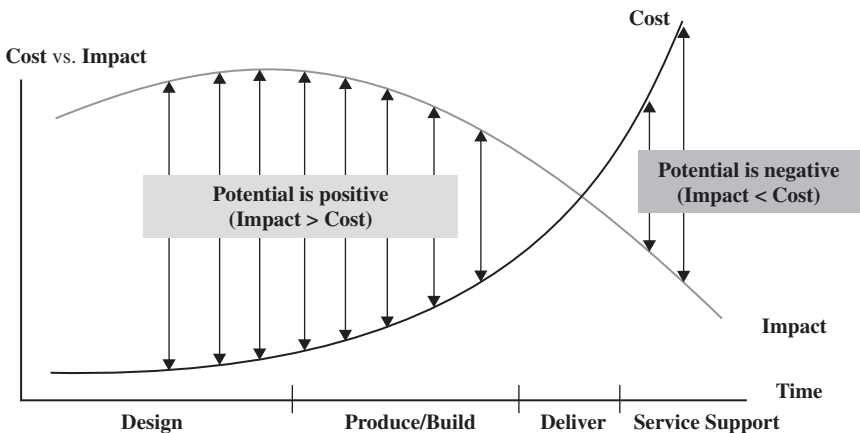 Cost
Cost vs. Impact
Potential is positive
(Impact > Cost)
Potential is negative
(Impact < Cost)
Impact
Time
Design
Produce/Build
Deliver
Service Support